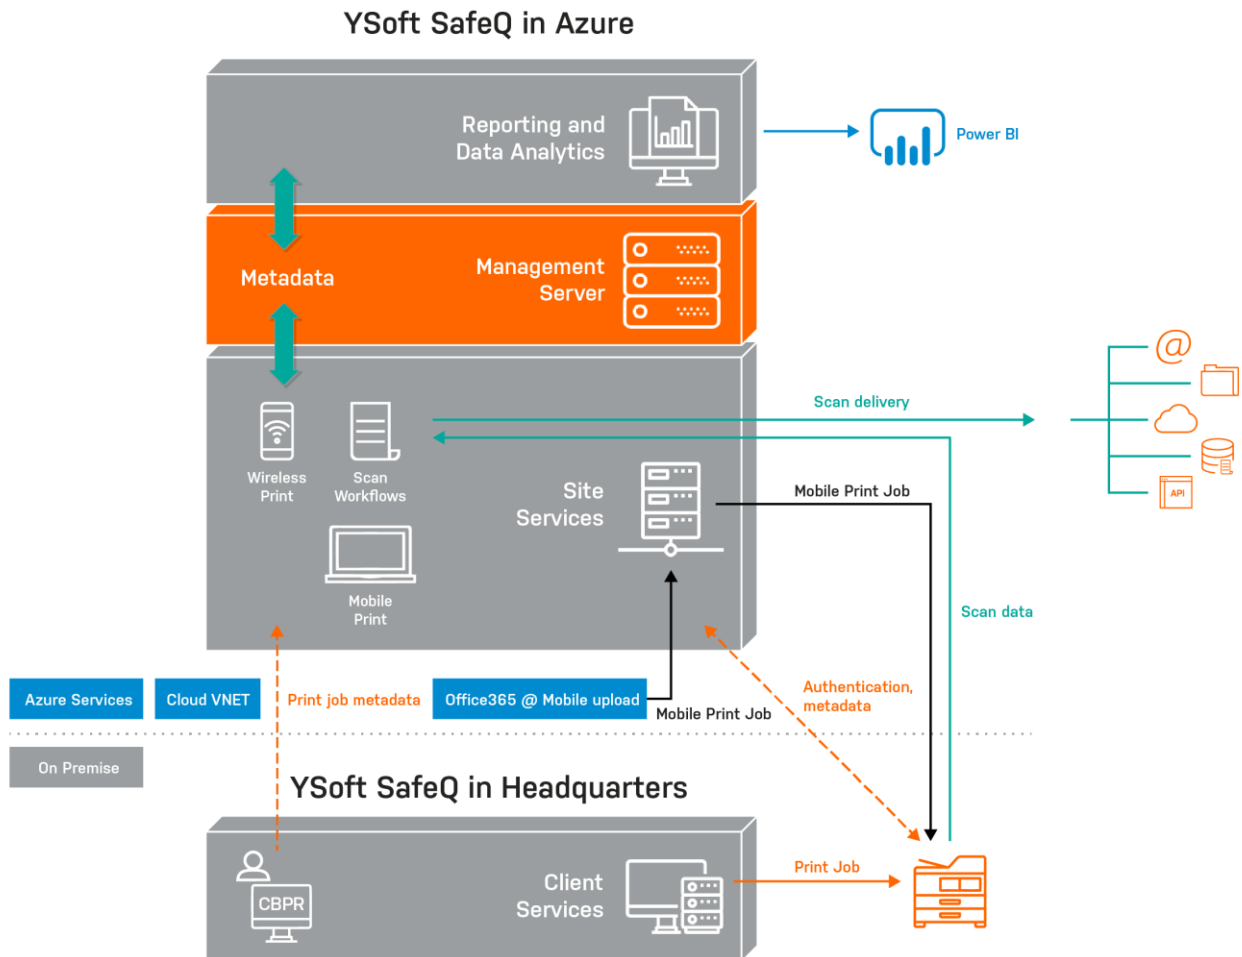 YSoft SafeQ in Azure
Reporting and
Data Analytics
Power BI
Metadata
Management
Server
Scan delivery
Wireless
Print
Scan
Workflows
Site
Services
Mobile Print Job
API
Mobile
Print
Scan data
Azure Services
Cloud VNET
Print job metadata
Office365 @ Mobile upload
Mobile Print Job
Authentication,
metadata
On Premise
YSoft SafeQ in Headquarters
CBPR
Client
Services
Print Job